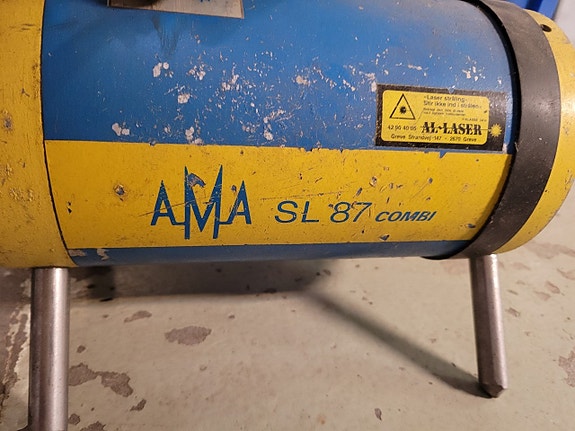 -Laser stråling-
Stir ikke ind i strålen
42 90 40 05 AL-LASER
Greve Strandvej 147 - 2670 Greve
AMA SL 87 COMBI